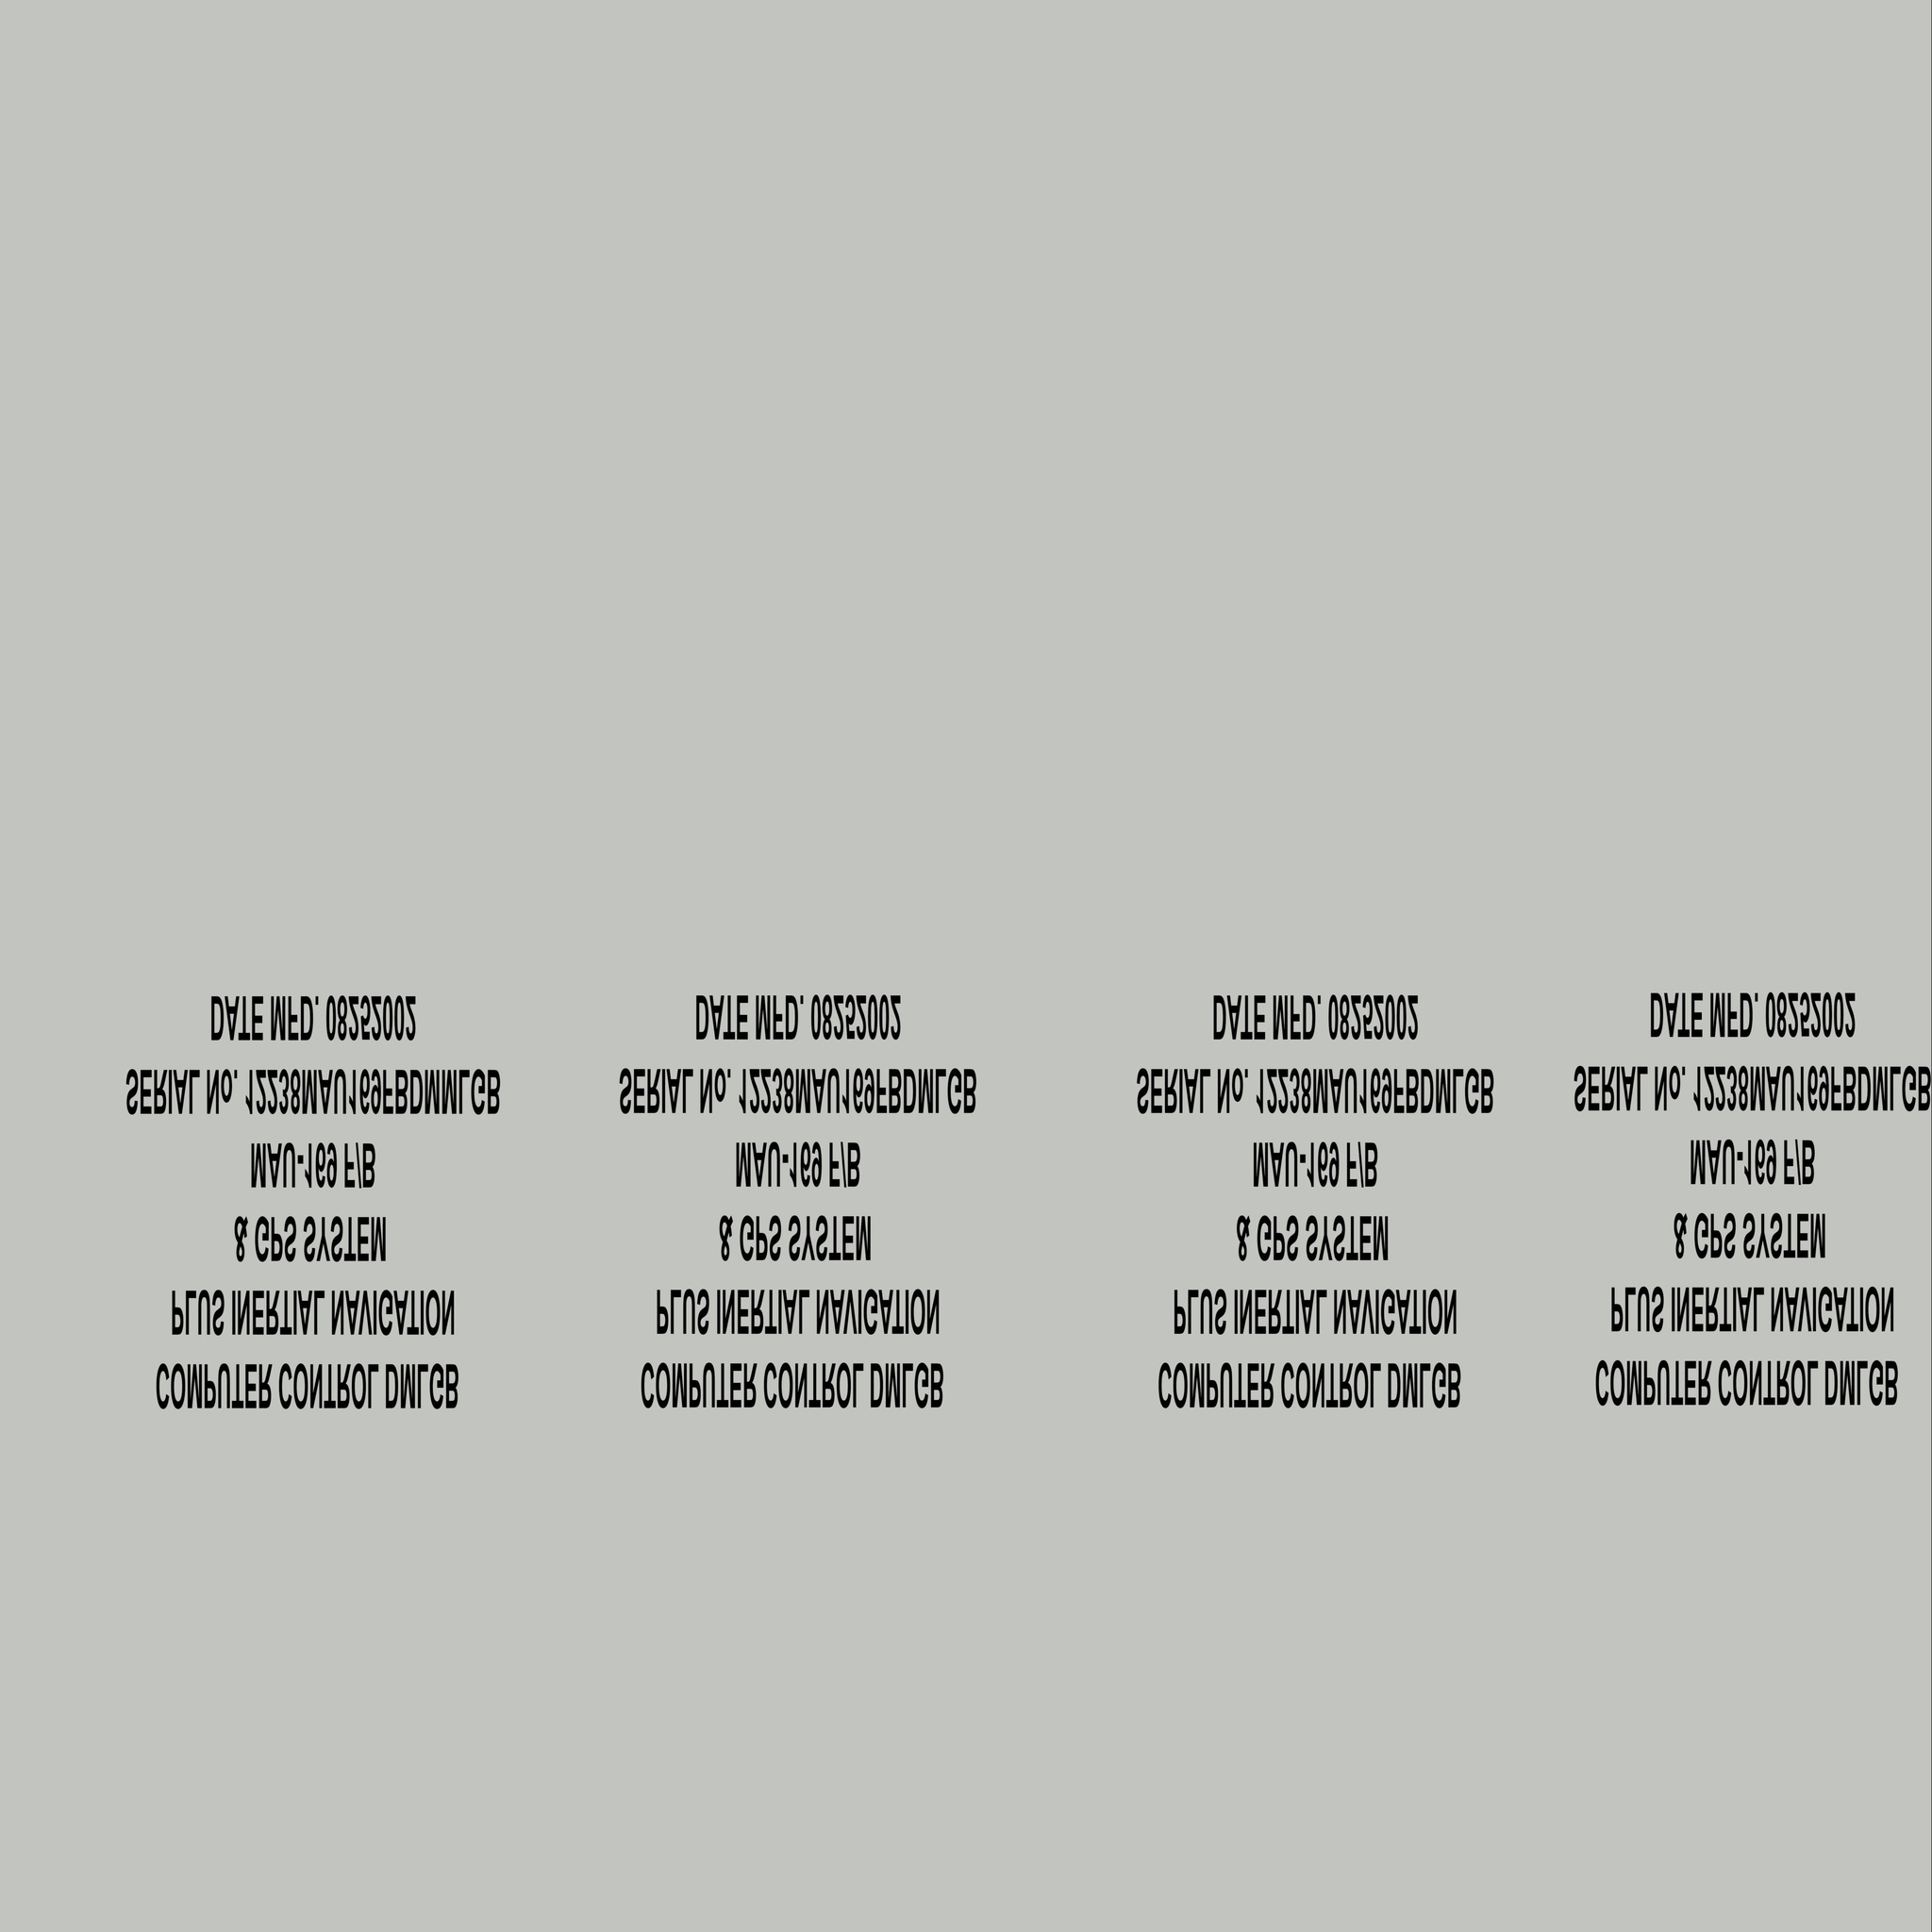 COMPUTER CONTROL DMLGB
PLUS INERTIAL NAVIGATION
& GPS SYSTEM
MAU-169 F/B
SERIAL No. 12238MAU169FBDMMLGB
DATE MFD. 08252002
COMPUTER CONTROL DMLGB
PLUS INERTIAL NAVIGATION
& GPS SYSTEM
MAU-169 F/B
SERIAL No. 12238MAU169FBDMLGB
DATE MFD. 08252002
COMPUTER CONTROL DMLGB
PLUS INERTIAL NAVIGATION
& GPS SYSTEM
MAU-169 F/B
SERIAL No. 12238MAU169FBDMLGB
DATE MFD. 08252002
COMPUTER CONTROL DMLGB
PLUS INERTIAL NAVIGATION
& GPS SYSTEM
MAU-169 F/B
SERIAL No. 12238MAU169FBDMLGB
DATE MFD. 08252002